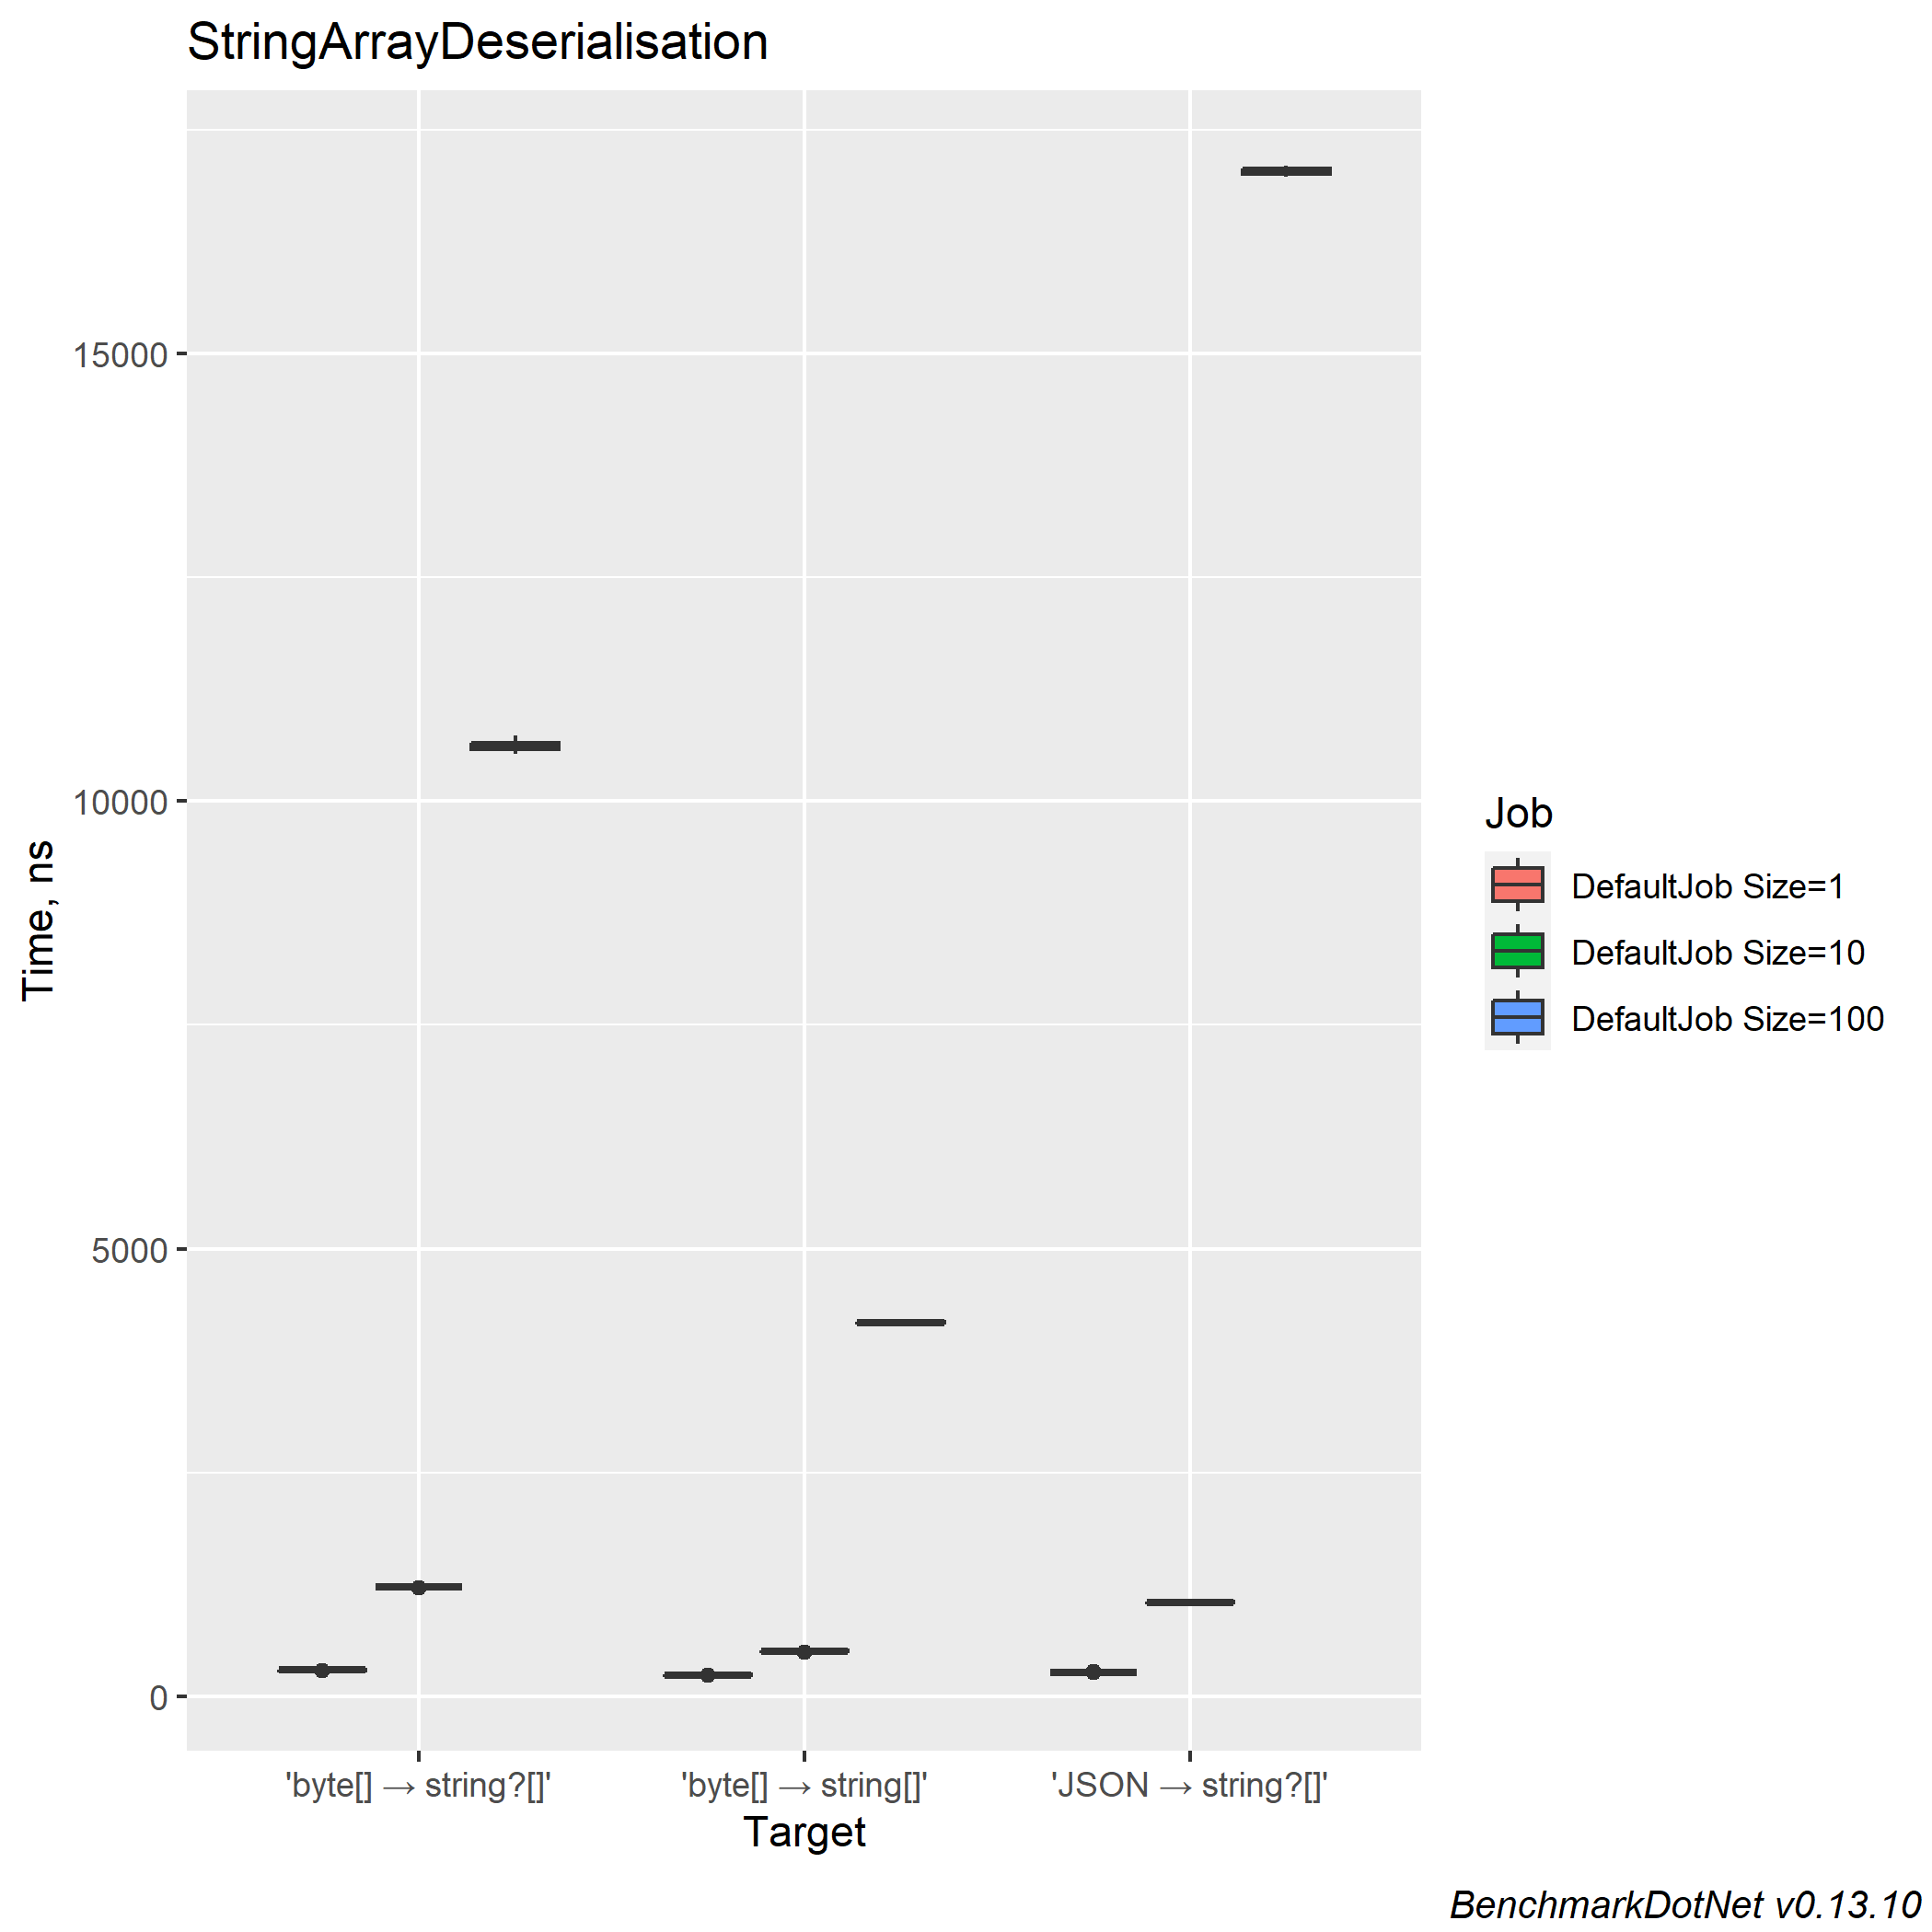 StringArrayDeserialisation
15000
10000
5000
0
Time, ns
'byte[] → string?[]'
'byte[] → string[]'
'JSON → string?[]'
Target
Job
DefaultJob Size=1
DefaultJob Size=10
DefaultJob Size=100
BenchmarkDotNet v0.13.10